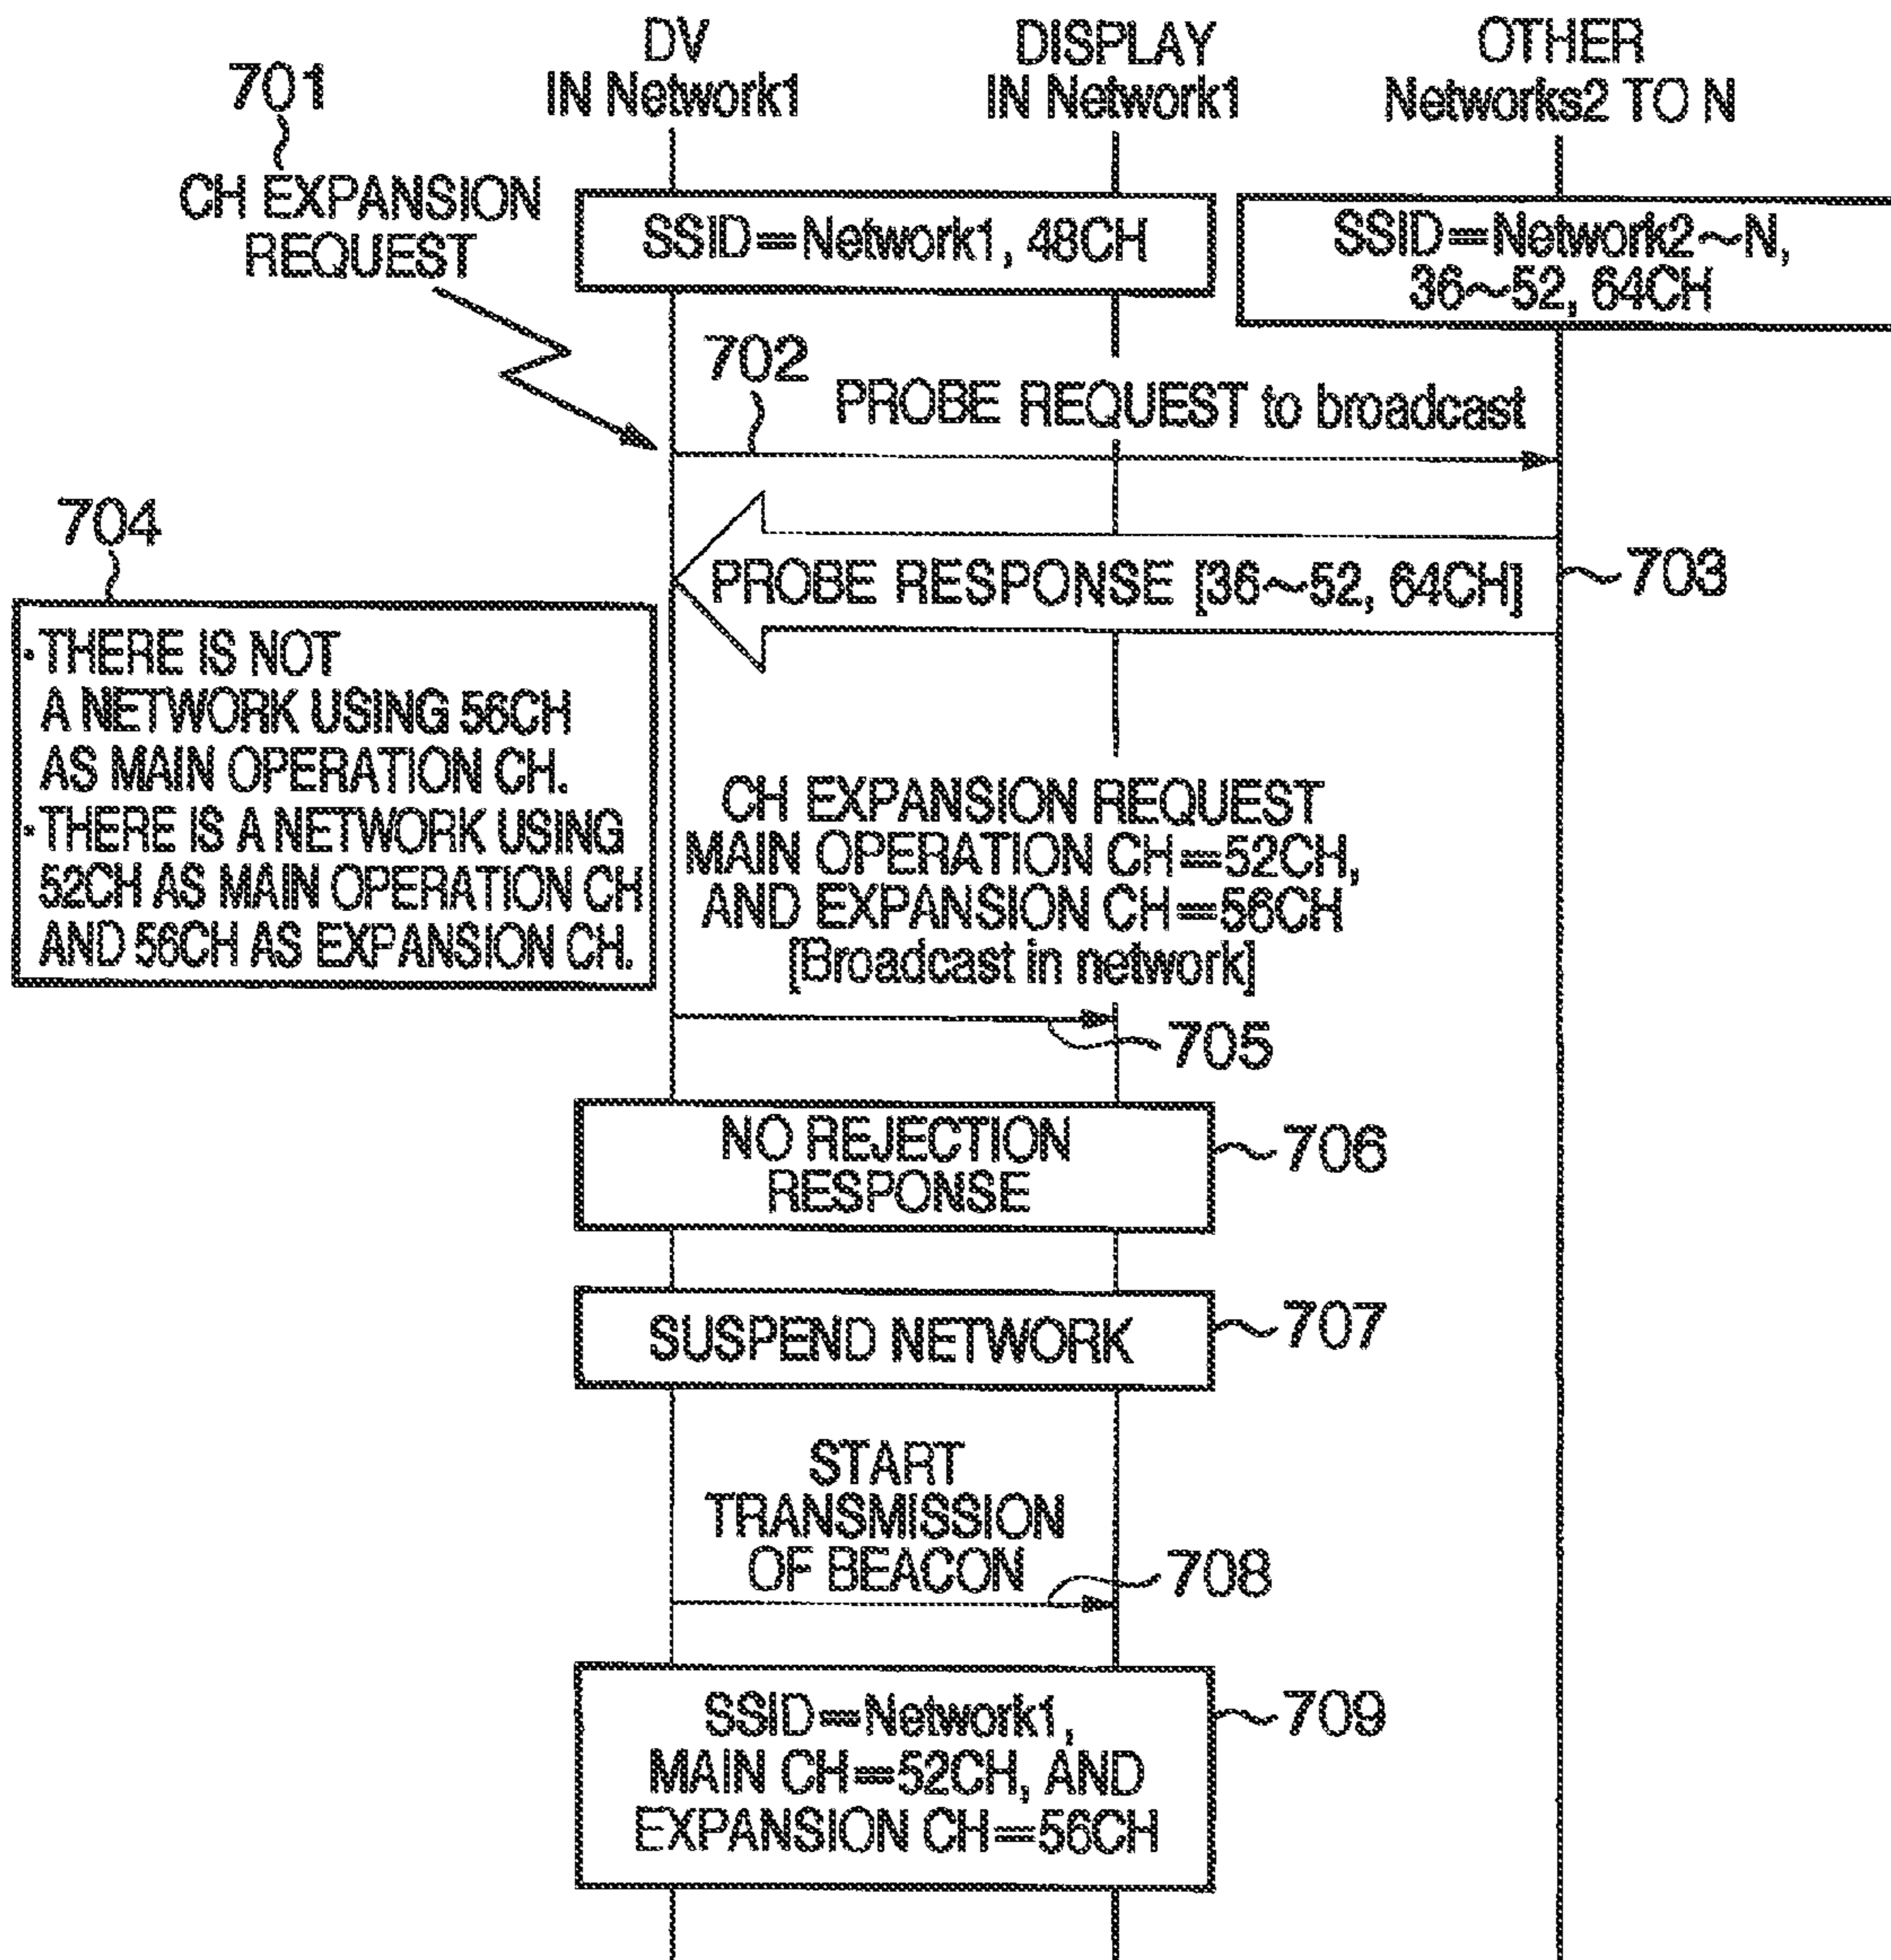 DV
IN Network1
DISPLAY
IN Network1
OTHER
Networks2 TO N
701
CH EXPANSION
REQUEST
SSID=Network1, 48CH
SSID=Network2~N,
36~52, 64CH
702
PROBE REQUEST to broadcast
PROBE RESPONSE [36~52, 64CH]
703
704
·THERE IS NOT
A NETWORK USING 56CH
AS MAIN OPERATION CH.
·THERE IS A NETWORK USING
52CH AS MAIN OPERATION CH
AND 56CH AS EXPANSION CH.
CH EXPANSION REQUEST
MAIN OPERATION CH=52CH,
AND EXPANSION CH=56CH
[Broadcast in network]
705
NO REJECTION
RESPONSE
706
SUSPEND NETWORK
707
START
TRANSMISSION
OF BEACON
708
SSID=Network1,
MAIN CH=52CH, AND
EXPANSION CH=56CH
709